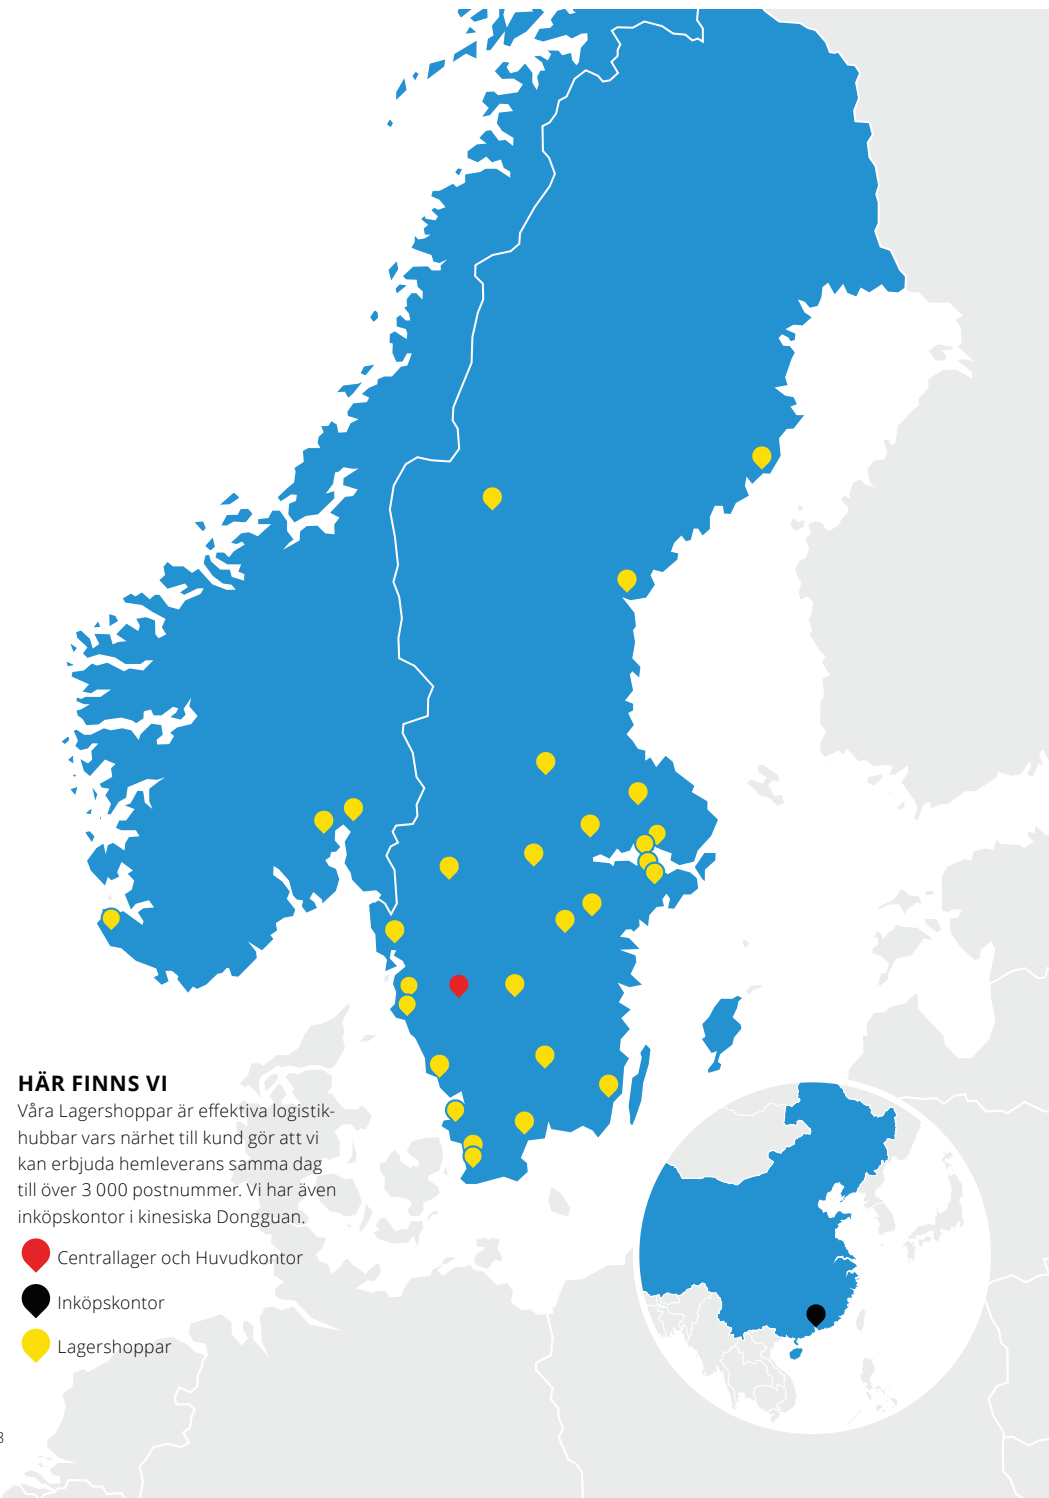 HÄR FINNS VI
Våra Lagershoppar är effektiva logistik-
hubbar vars närhet till kund gör att vi
kan erbjuda hemleverans samma dag
till över 3 000 postnummer. Vi har även
inköpskontor i kinesiska Dongguan.
Centrallager och Huvudkontor
Inköpskontor
Lagershoppar
3